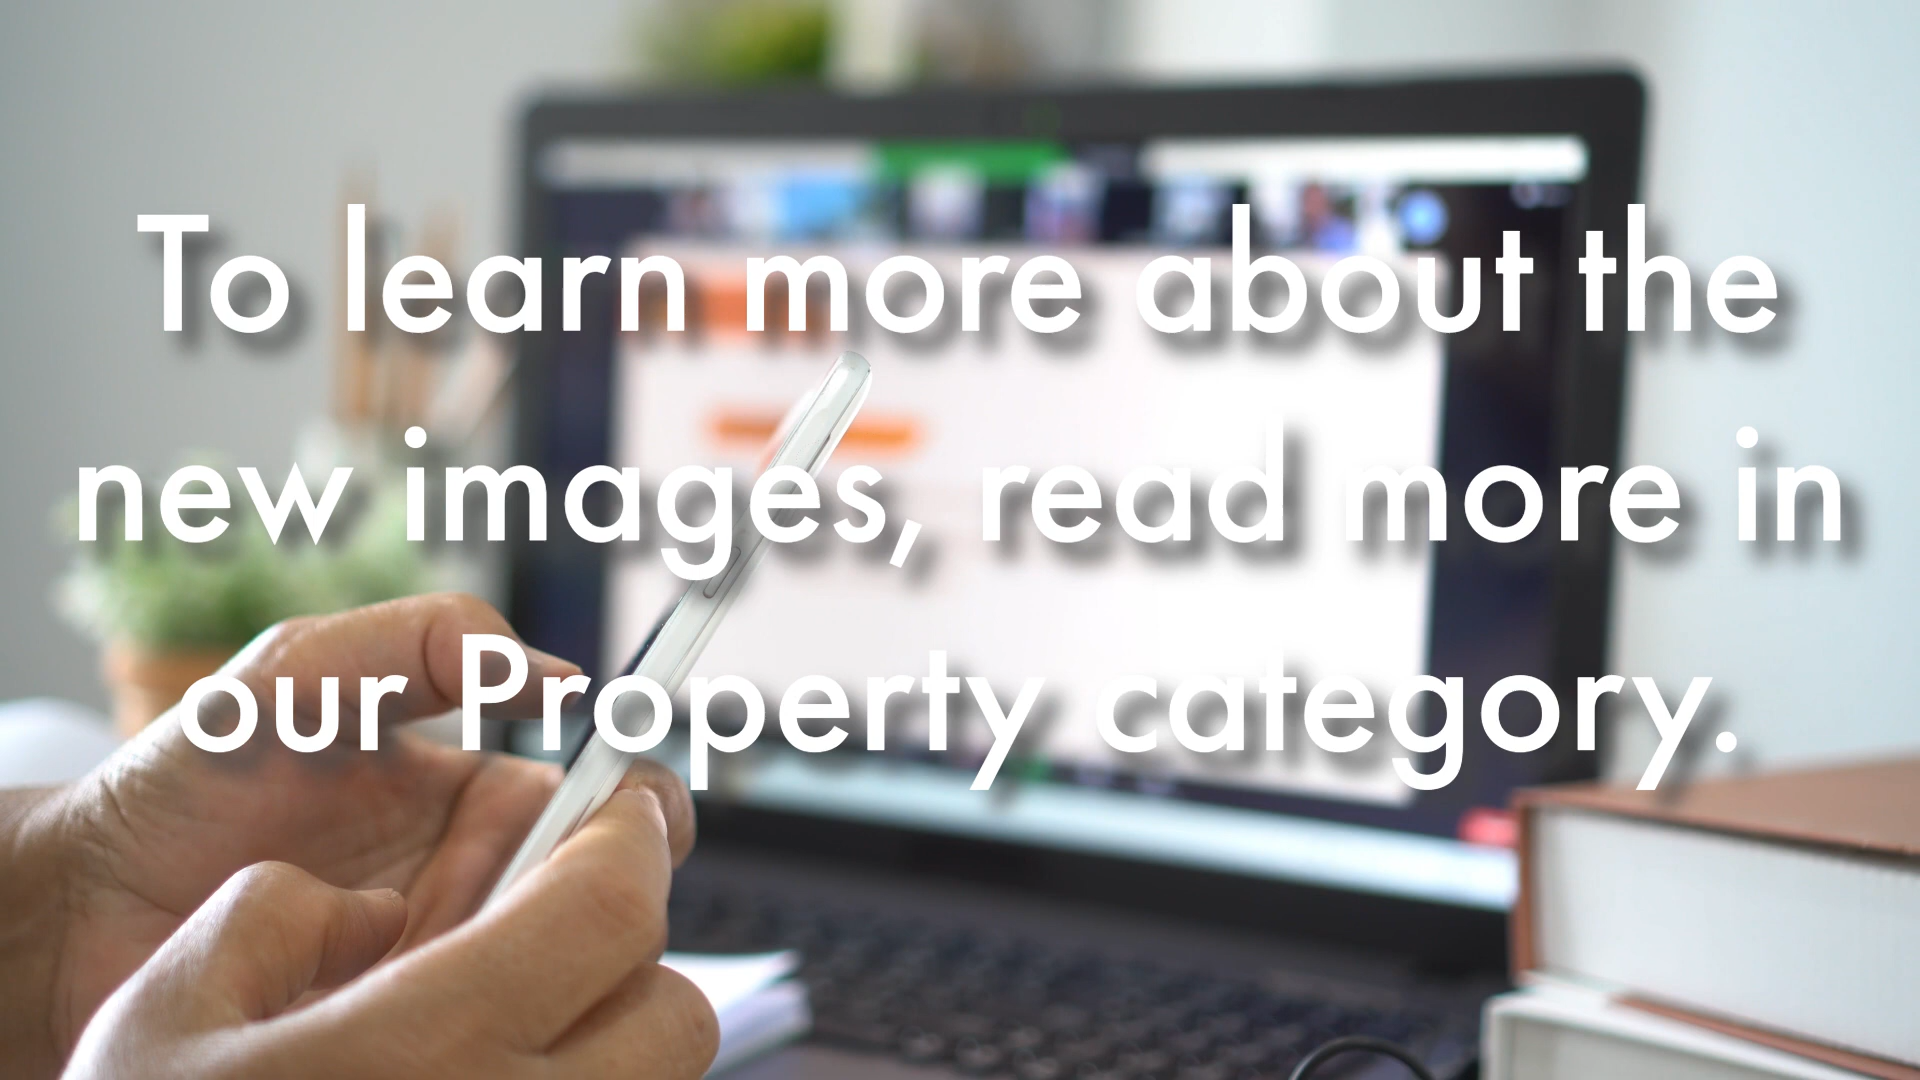 To learn more about the
new images, read more in
our Property category.